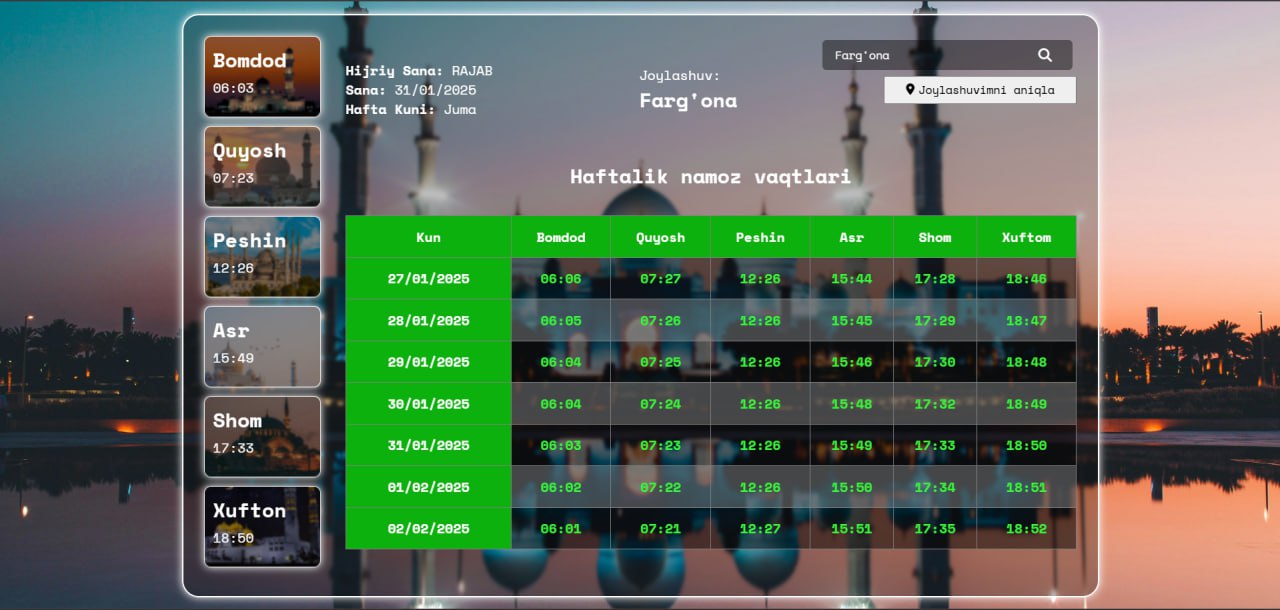 Bomdod
06:03
Quyosh
07:23
Peshin
12:26
Asr
15:49
Shom
17:33
Xufton
18:50
Hijriy Sana: RAJAB
Sana: 31/01/2025
Hafta Kuni: Juma
Joylashuv:
Farg'ona
Farg'ona
Joylashuvimni aniqla
Haftalik namoz vaqtlari
Kun Bomdod Quyosh Peshin Asr Shom Xuftom
27/01/2025 06:06 07:27 12:26 15:44 17:28 18:46
28/01/2025 06:05 07:26 12:26 15:45 17:29 18:47
29/01/2025 06:04 07:25 12:26 15:46 17:30 18:48
30/01/2025 06:04 07:24 12:26 15:48 17:32 18:49
31/01/2025 06:03 07:23 12:26 15:49 17:33 18:50
01/02/2025 06:02 07:22 12:26 15:50 17:34 18:51
02/02/2025 06:01 07:21 12:27 15:51 17:35 18:52